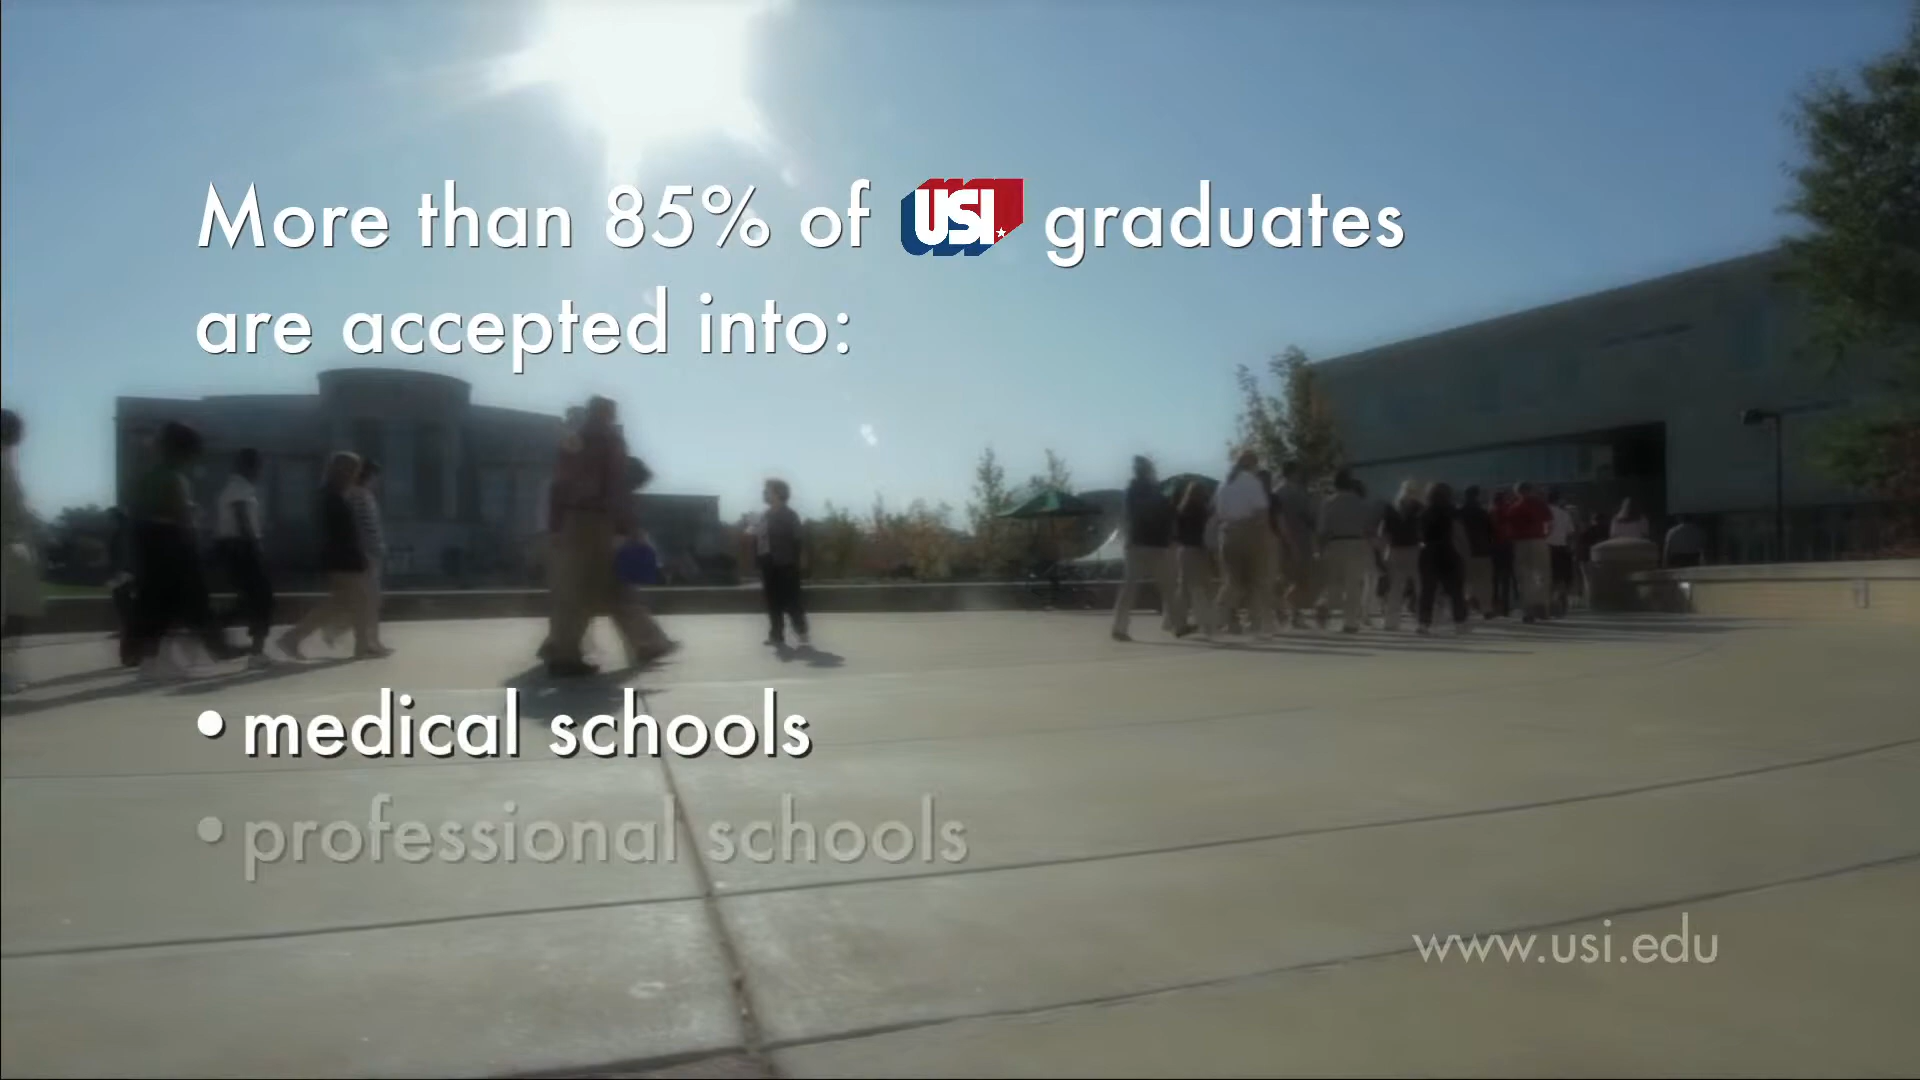 More than 85% of USI graduates
are accepted into:
• medical schools
• professional schools
www.usi.edu